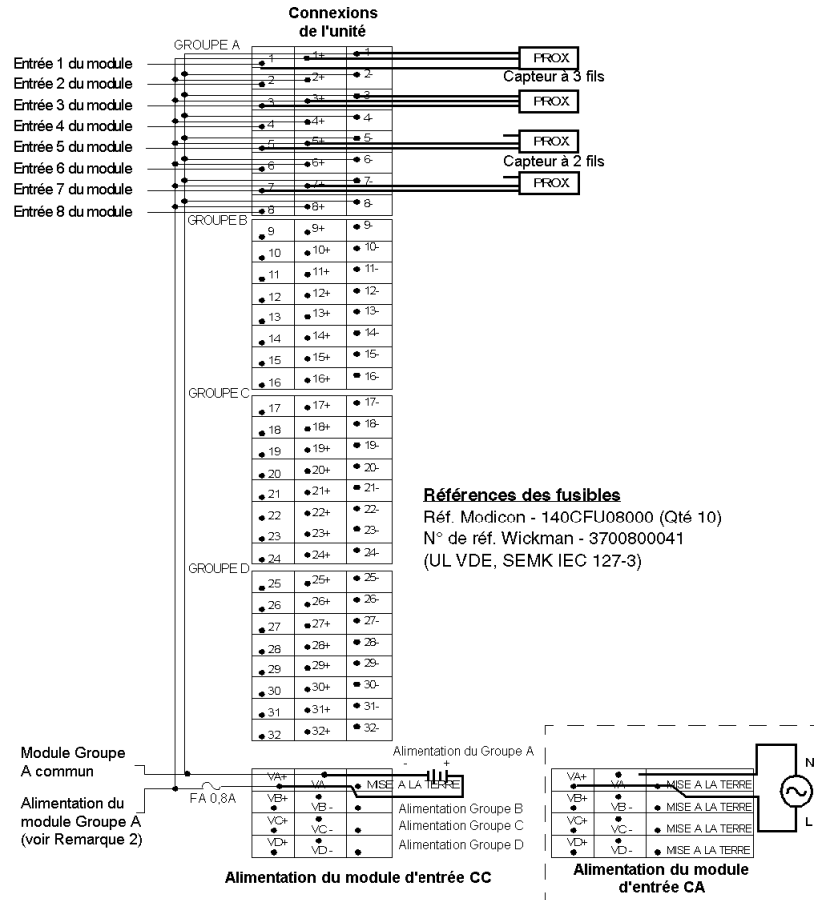 Connexions
de l'unité
GROUPE A
Entrée 1 du module
1 1+ 1-
PROX
Capteur à 3 fils
Entrée 2 du module
2 2+ 2-
Entrée 3 du module
3 3+ 3-
PROX
Entrée 4 du module
4 4+ 4-
Entrée 5 du module
5 5+ 5-
PROX
Capteur à 2 fils
Entrée 6 du module
6 6+ 6-
Entrée 7 du module
7 7+ 7-
PROX
Entrée 8 du module
8 8+ 8-
GROUPE B
9 9+ 9-
10 10+ 10-
11 11+ 11-
12 12+ 12-
13 13+ 13-
14 14+ 14-
15 15+ 15-
16 16+ 16-
GROUPE C
17 17+ 17-
18 18+ 18-
19 19+ 19-
20 20+ 20-
21 21+ 21-
22 22+ 22-
23 23+ 23-
24 24+ 24-
Références des fusibles
Réf. Modicon - 140CFU08000 (Qté 10)
N° de réf. Wickman - 3700800041
(UL VDE, SEMK IEC 127-3)
GROUPE D
25 25+ 25-
26 26+ 26-
27 27+ 27-
28 28+ 28-
29 29+ 29-
30 30+ 30-
31 31+ 31-
32 32+ 32-
Module Groupe
A commun
Alimentation du
module Groupe A
(voir Remarque 2)
FA 0,8A
Alimentation du Groupe A
- +
VA+ VA MISE A LA TERRE
VB+ VB - Alimentation Groupe B
VC+ VC - Alimentation Groupe C
VD+ VD - Alimentation Groupe D
Alimentation du module d'entrée CC
N
L
VA+ VA MISE A LA TERRE
VB+ VB - MISE A LA TERRE
VC+ VC - MISE A LA TERRE
VD+ VD - MISE A LA TERRE
Alimentation du module
d'entrée CA